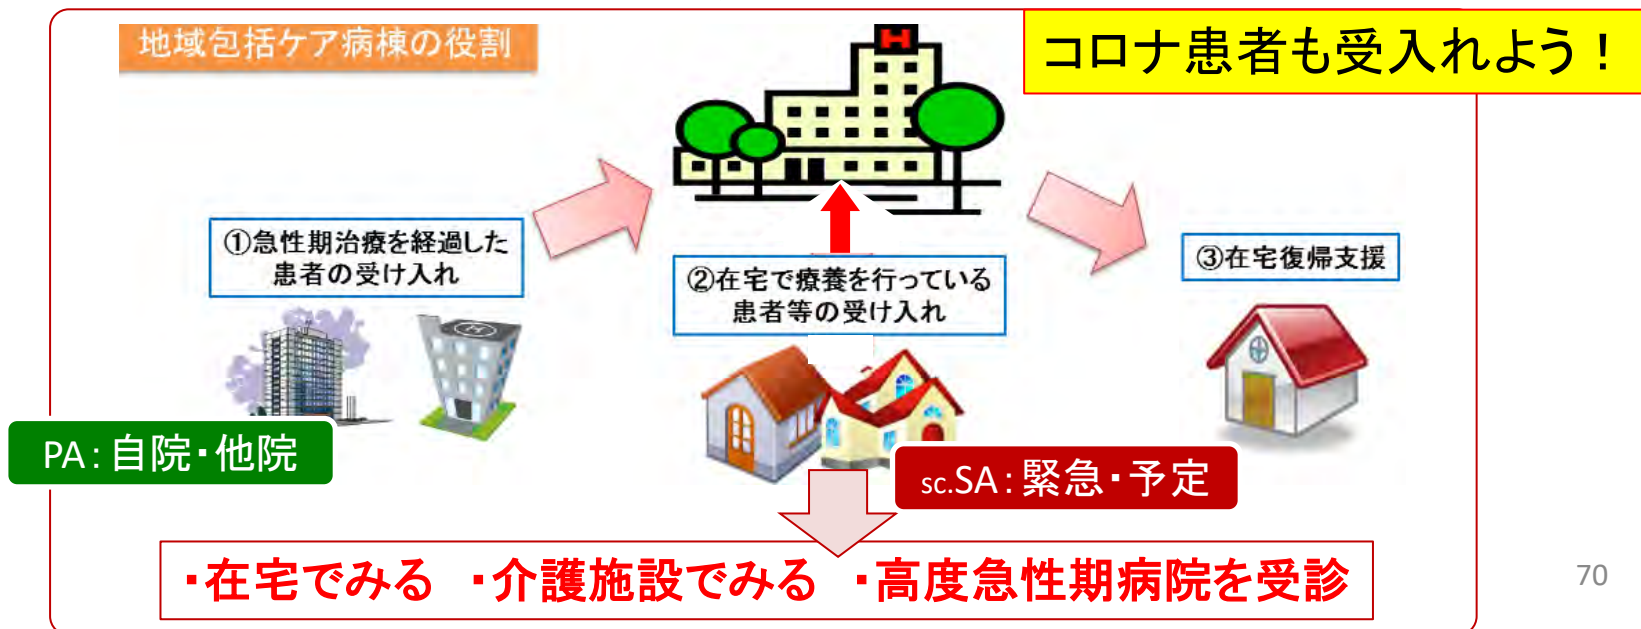 地域包括ケア病棟の役割
コロナ患者も受入れよう！
H
①急性期治療を経過した
患者の受け入れ
②在宅で療養を行っている
患者等の受け入れ
③在宅復帰支援
H
PA：自院・他院
sc.SA：緊急・予定
・在宅でみる ・介護施設でみる ・高度急性期病院を受診
70